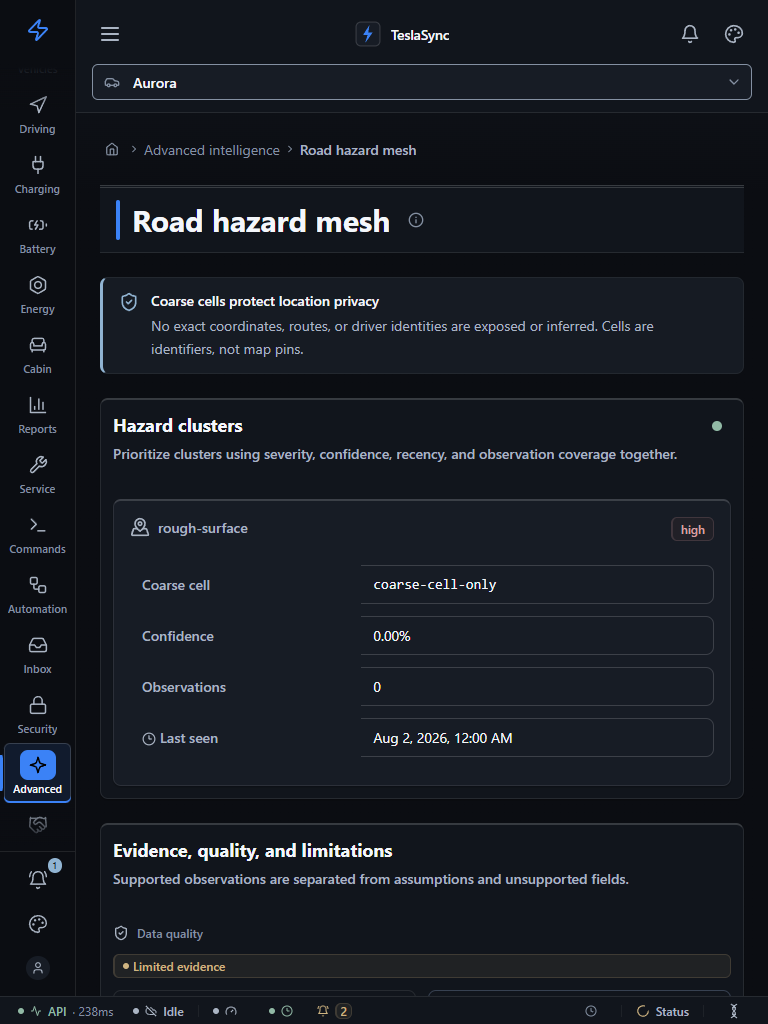 TeslaSync
Aurora
Driving
Charging
Battery
Energy
Cabin
Reports
Service
Commands
Automation
Inbox
Security
Advanced
1
Advanced intelligence
Road hazard mesh
Road hazard mesh
Coarse cells protect location privacy
No exact coordinates, routes, or driver identities are exposed or inferred. Cells are
identifiers, not map pins.
Hazard clusters
Prioritize clusters using severity, confidence, recency, and observation coverage together.
rough-surface
high
Coarse cell
coarse-cell-only
Confidence
0.00%
Observations
0
Last seen
Aug 2, 2026, 12:00 AM
Evidence, quality, and limitations
Supported observations are separated from assumptions and unsupported fields.
Data quality
Limited evidence
API · 238ms
Idle
2
Status